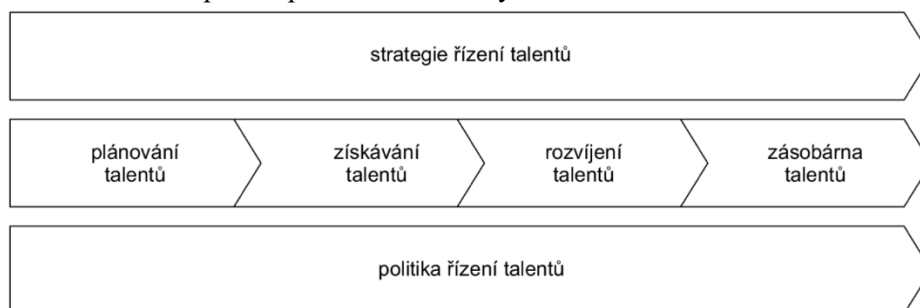 strategie řízení talentů
plánování talentů
získávání talentů
rozvíjení talentů
zásobárna talentů
politika řízení talentů